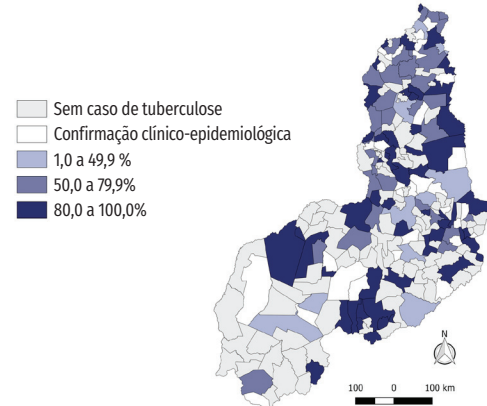 Sem caso de tuberculose
Confirmação clínico-epidemiológica
1,0 a 49,9 %
50,0 a 79,9%
80,0 a 100,0%
N
100 0 100 km